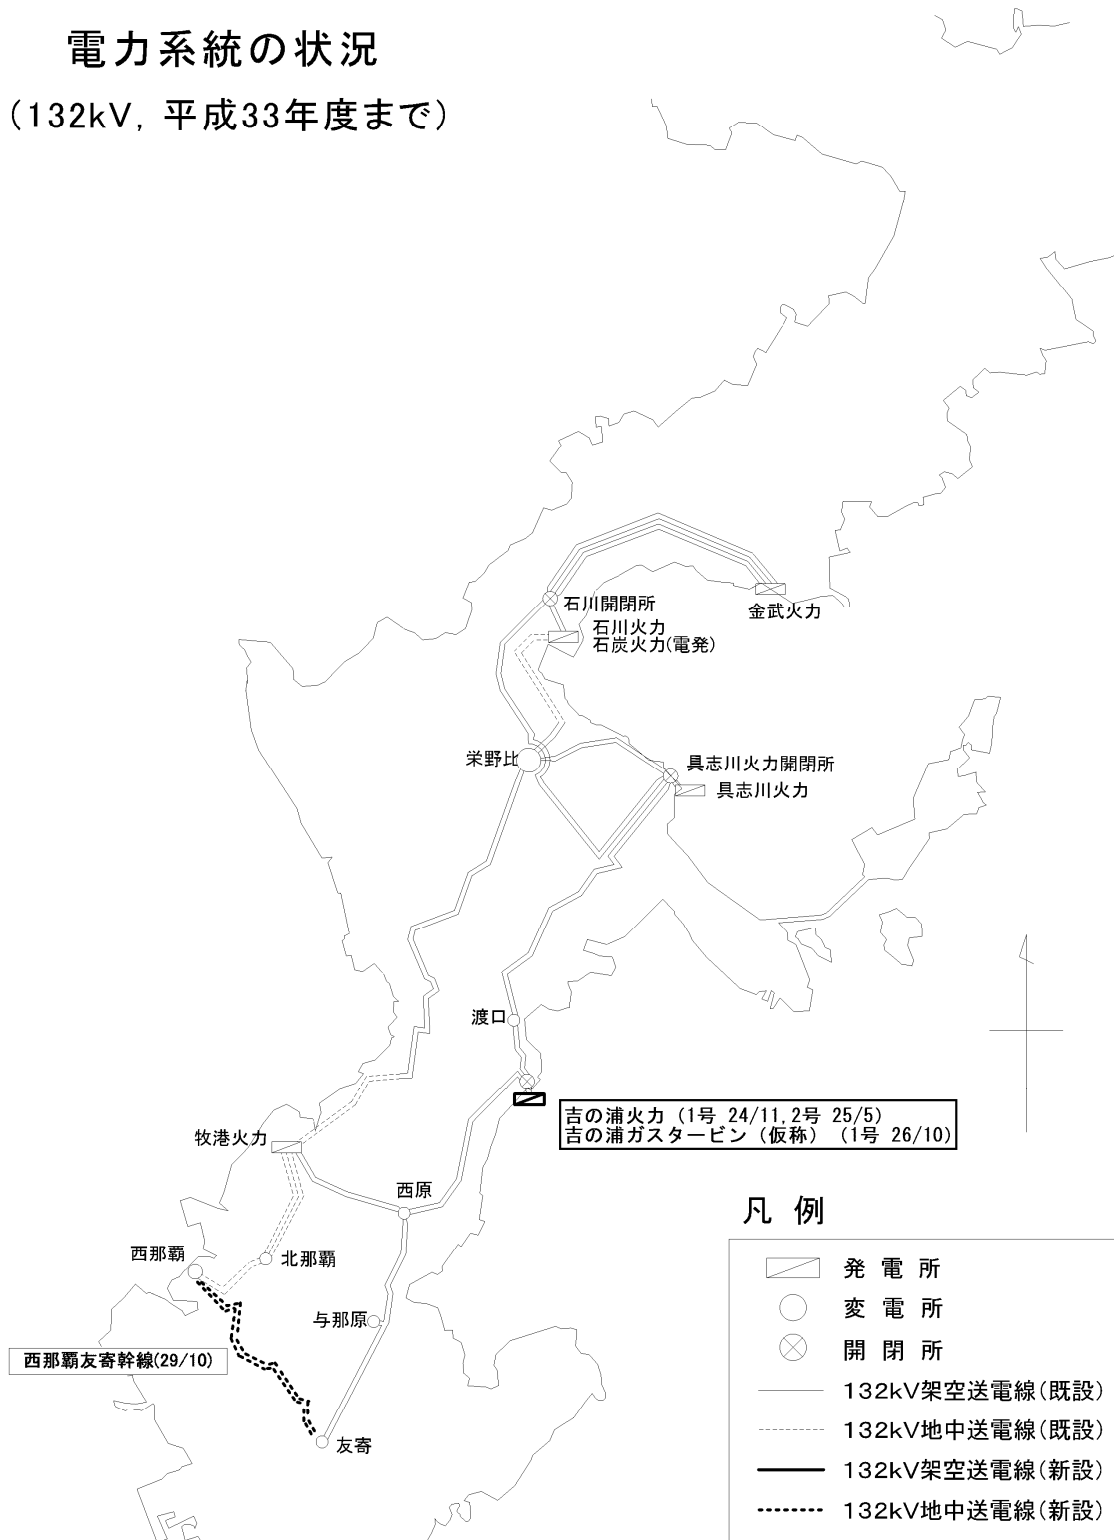 電力系統の状況
(132kV, 平成33年度まで)
石川開閉所
金武火力
石川火力
石炭火力(電発)
栄野比
具志川火力開閉所
具志川火力
渡口
吉の浦火力 (1号 24/11,2号 25/5)
吉の浦ガスタービン (仮称) (1号 26/10)
牧港火力
西原
西那覇
北那覇
与那原
西那覇友寄幹線(29/10)
友寄
凡 例
発 電 所
変 電 所
開 閉 所
132kV架空送電線(既設)
132kV地中送電線(既設)
132kV架空送電線(新設)
132kV地中送電線(新設)